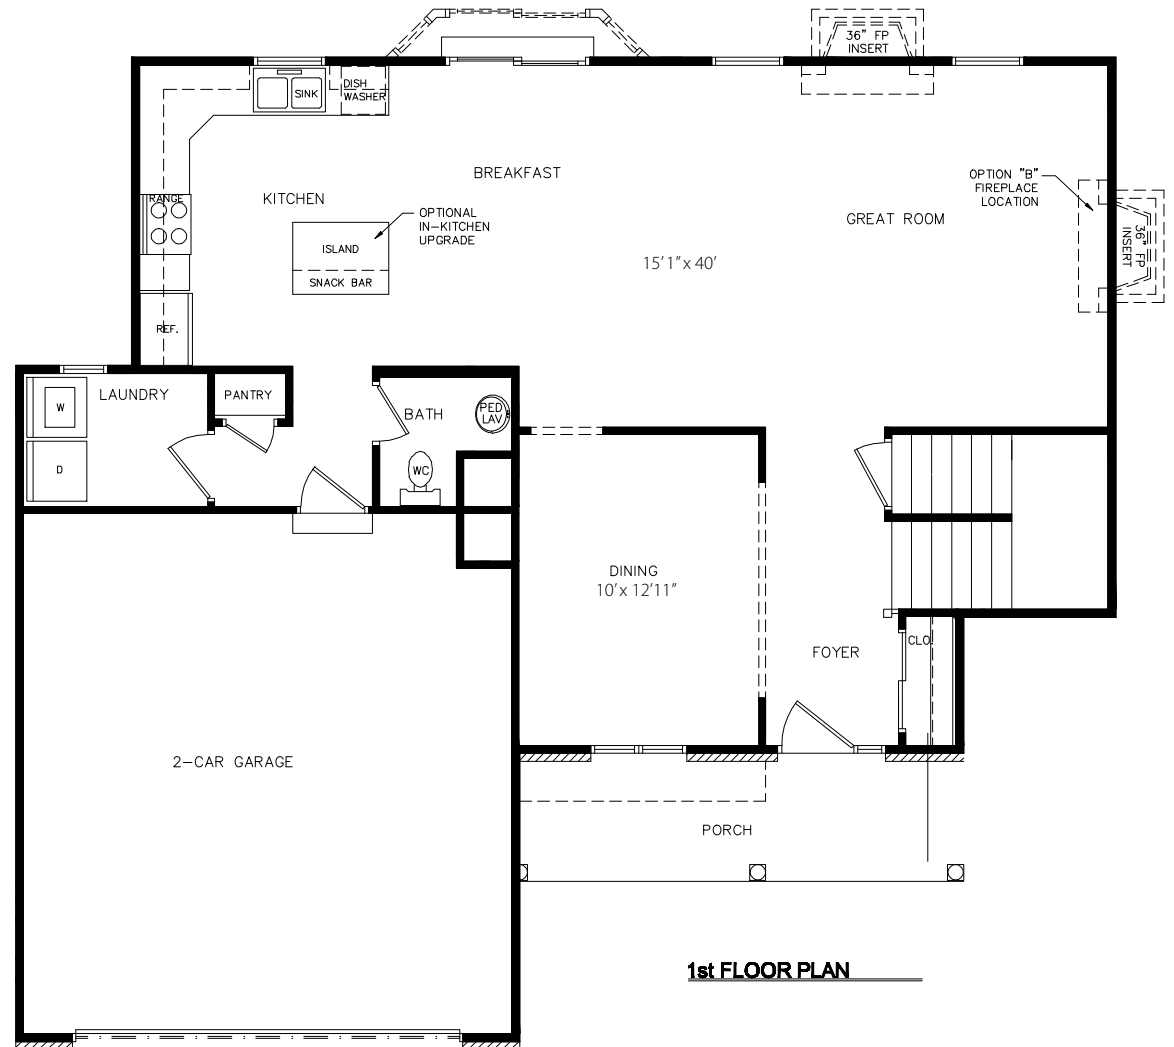 36" FP
INSERT
SINK
DISH
WASHER
BREAKFAST
OPTION "B"
FIREPLACE
LOCATION
RANGE
KITCHEN
OPTIONAL
IN-KITCHEN
UPGRADE
GREAT ROOM
36" FP
INSERT
ISLAND
15'1" x 40'
SNACK BAR
REF.
LAUNDRY
PANTRY
W
BATH
PED
LAV
D
WC
DINING
10' x 12'11"
CLO.
FOYER
2-CAR GARAGE
PORCH
1st FLOOR PLAN